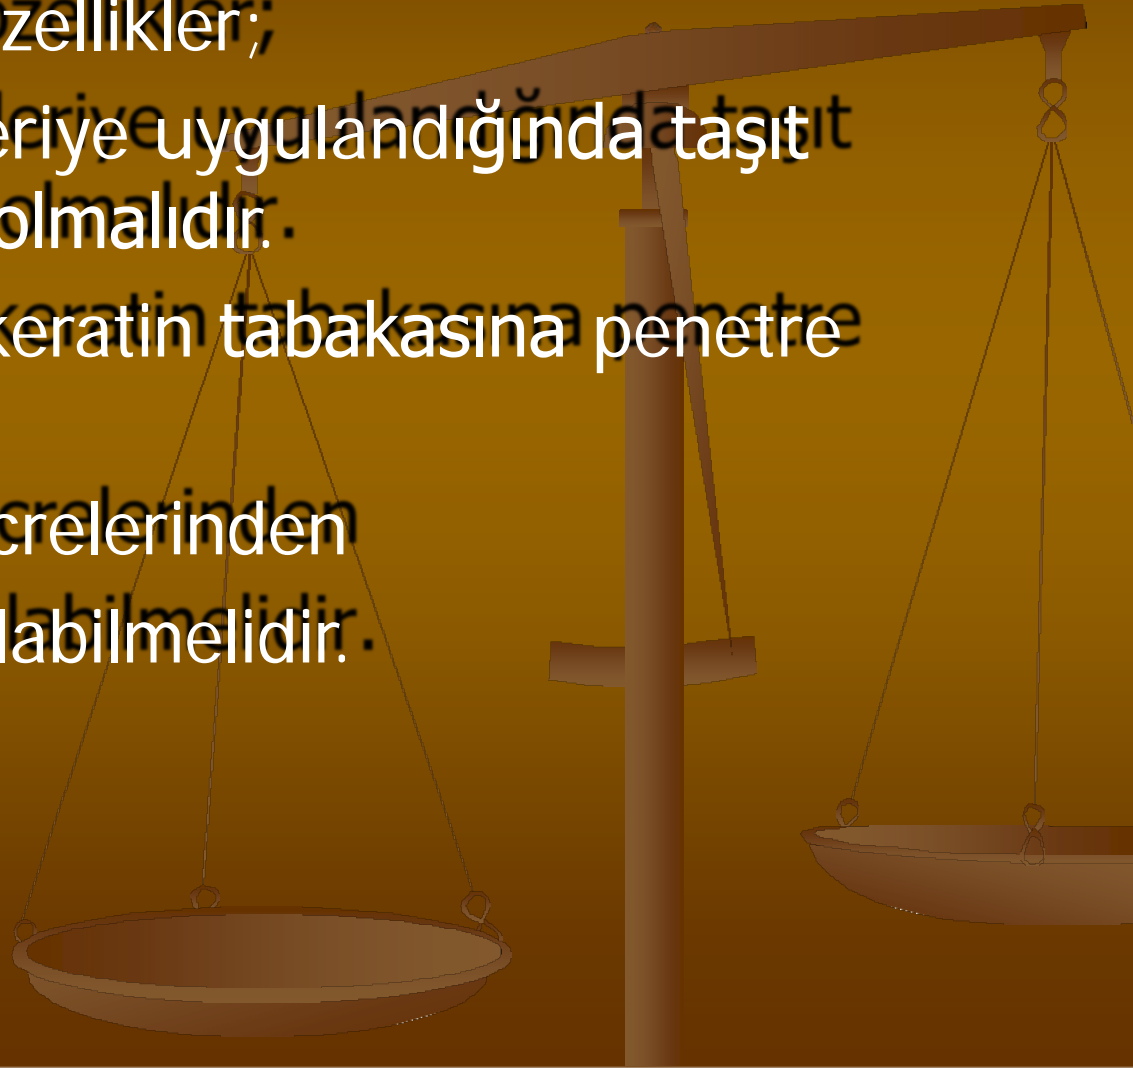 zellikler;
eriye uygulandığında taşıt
olmalıdır.
keratin tabakasına penetre
crelerinden
labilmelidir.